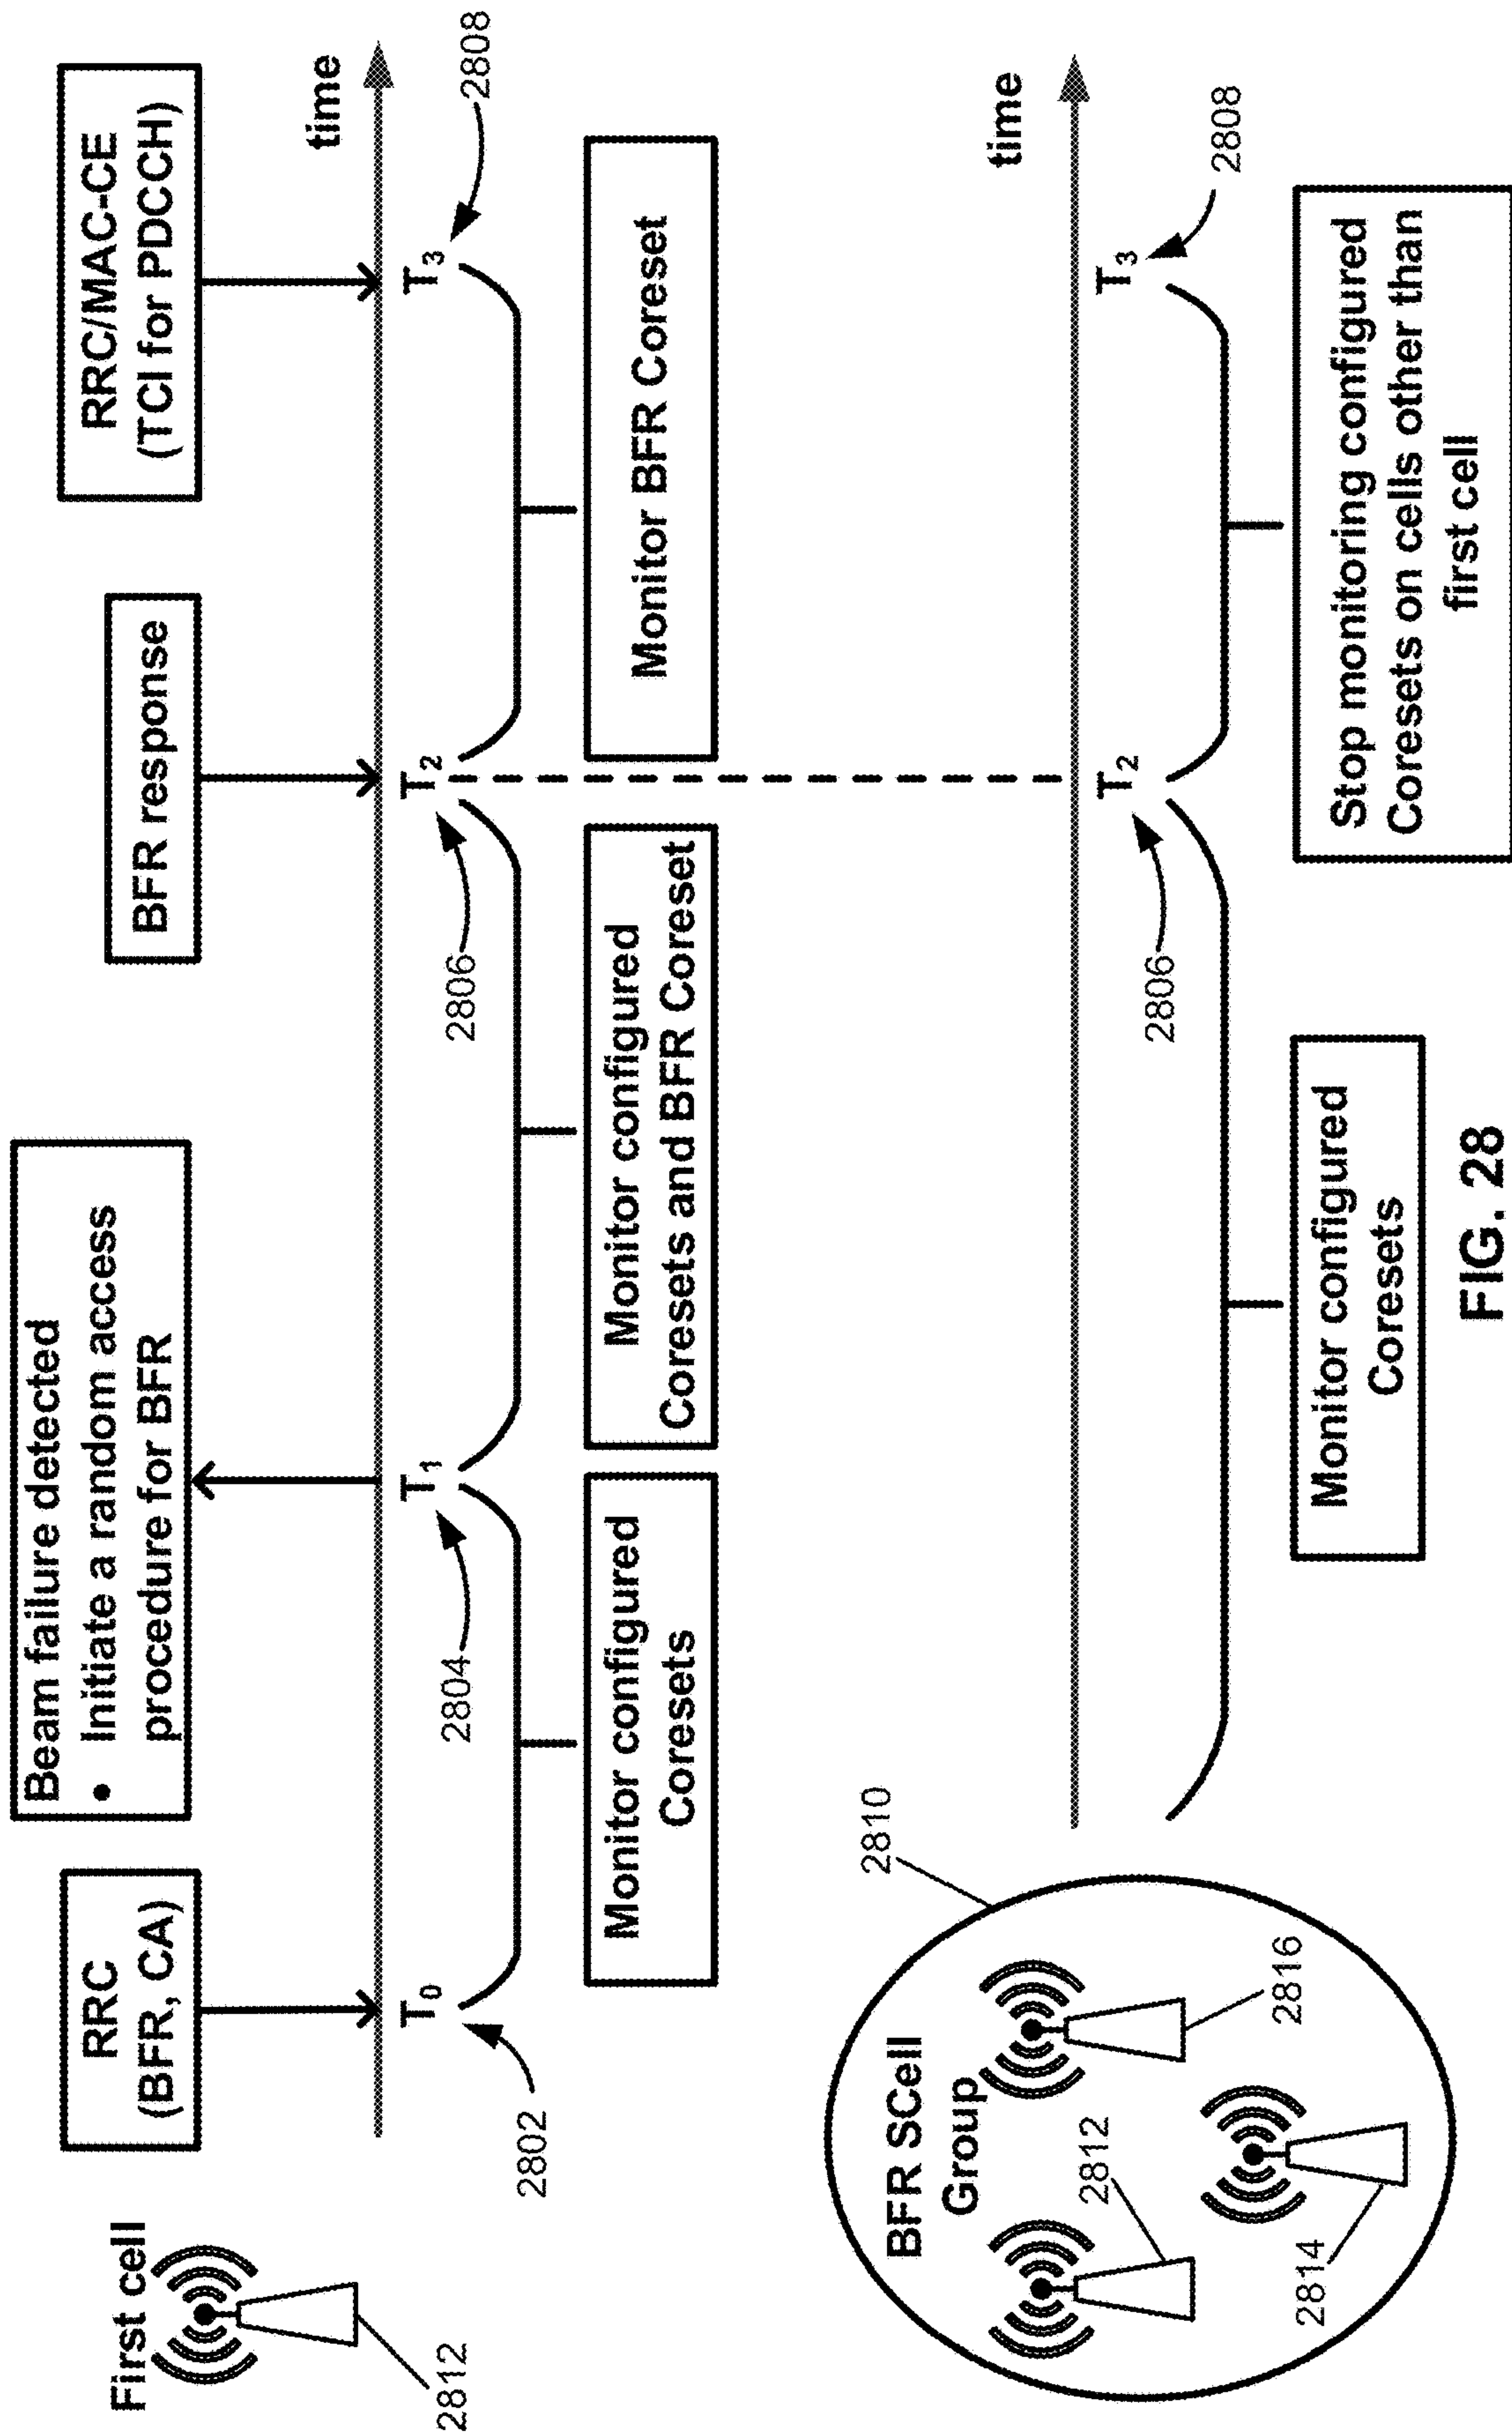 First cell
2812
RRC
(BFR, CA)
Beam failure detected
• Initiate a random access
procedure for BFR
BFR response
RRC/MAC-CE
(TCI for PDCCH)
time
T0
T1
T2
T3
2802
2804
2806
2808
Monitor configured
Coresets
Monitor configured
Coresets and BFR Coreset
Monitor BFR Coreset
2810
BFR SCell
Group
2812
2814
2816
time
T2
T3
2806
2808
Monitor configured
Coresets
Stop monitoring configured
Coresets on cells other than
first cell
FIG. 28